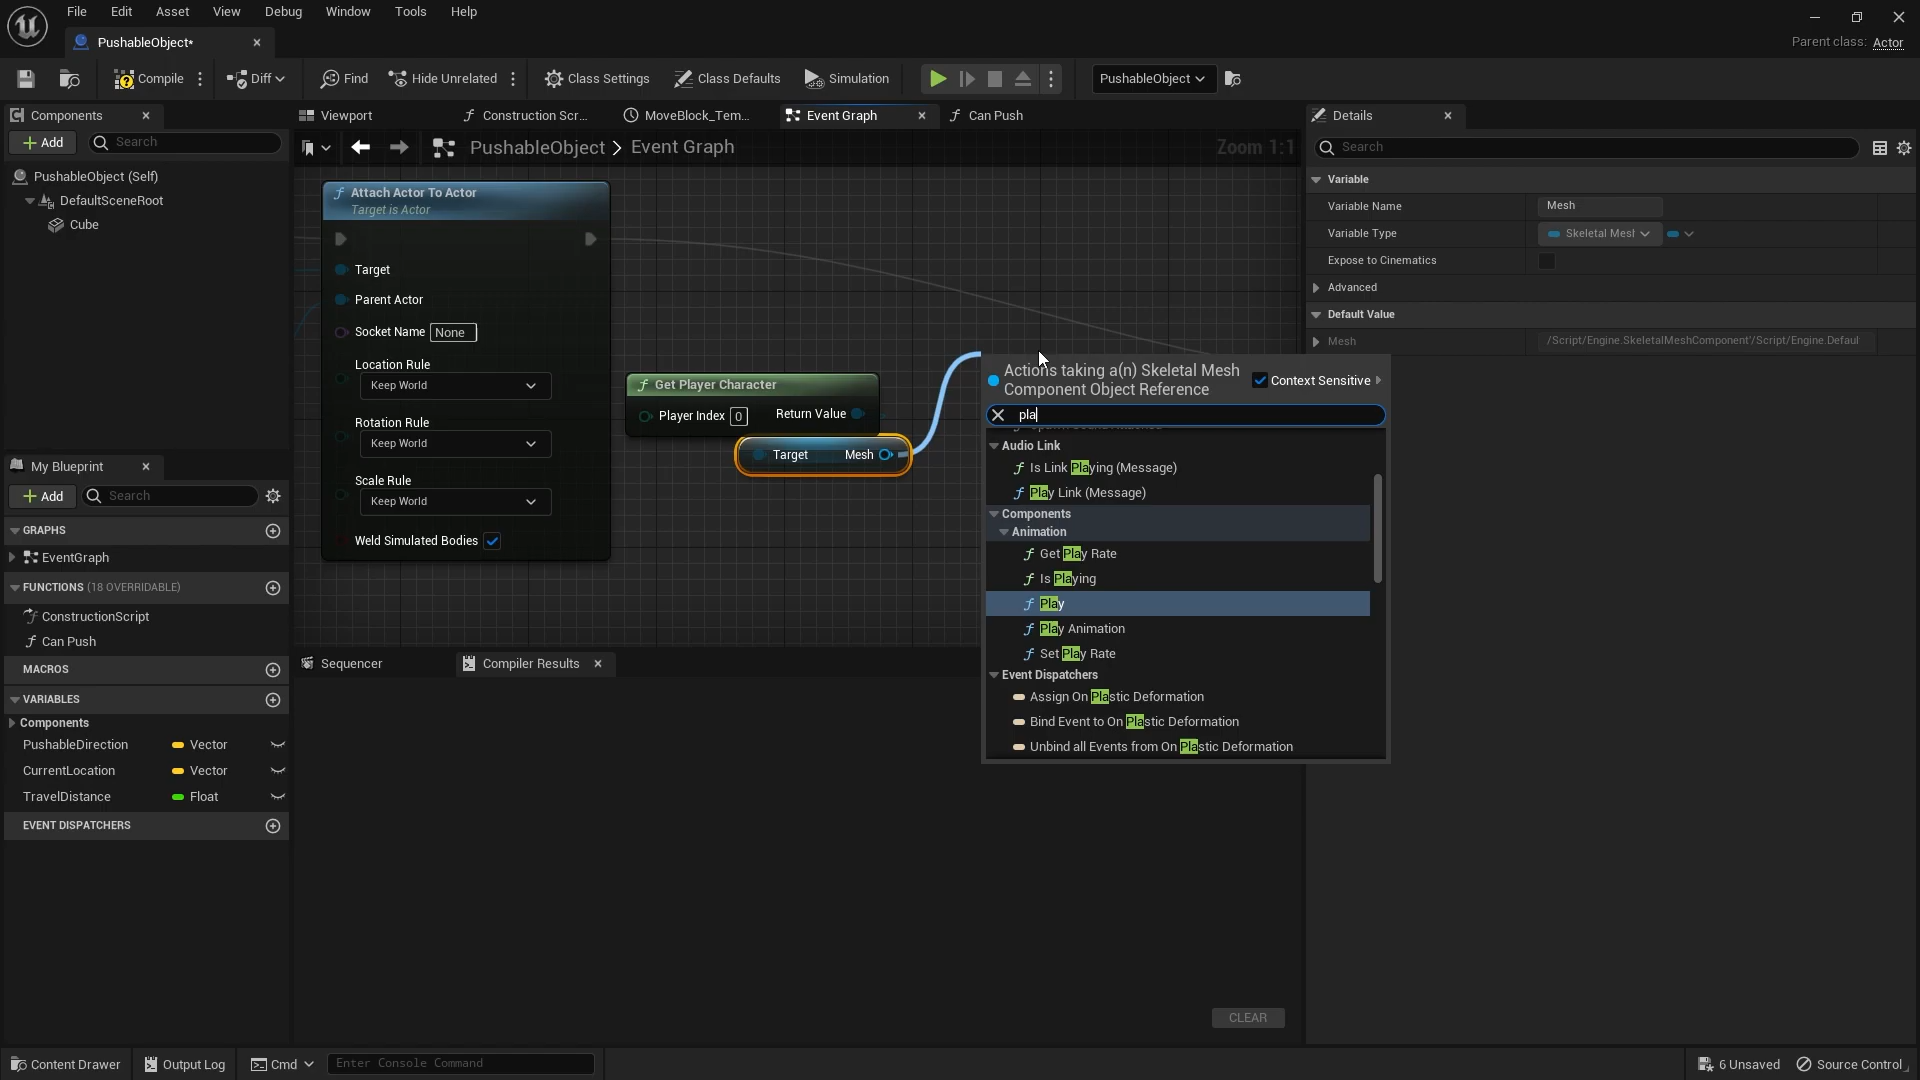 File Edit Asset View Debug Window Tools Help
PushableObject*
Parent class: Actor
Compile Diff Find Hide Unrelated Class Settings Class Defaults Simulation PushableObject
Components
Add Search
PushableObject (Self)
DefaultSceneRoot
Cube
My Blueprint
Add Search
GRAPHS
EventGraph
FUNCTIONS (18 OVERRIDABLE)
ConstructionScript
Can Push
MACROS
VARIABLES
Components
PushableDirection Vector
CurrentLocation Vector
TravelDistance Float
EVENT DISPATCHERS
Viewport Construction Scr... MoveBlock_Tem... Event Graph Can Push
PushableObject > Event Graph
Zoom 1:1
Attach Actor To Actor
Target is Actor
Target
Parent Actor
Socket Name None
Location Rule
Keep World
Rotation Rule
Keep World
Scale Rule
Keep World
Weld Simulated Bodies
Get Player Character
Player Index 0 Return Value
Target Mesh
Actions taking a(n) Skeletal Mesh
Component Object Reference
Context Sensitive
pla
Audio Link
Is Link Playing (Message)
Play Link (Message)
Components
Animation
Get Play Rate
Is Playing
Play
Play Animation
Set Play Rate
Event Dispatchers
Assign On Plastic Deformation
Bind Event to On Plastic Deformation
Unbind all Events from On Plastic Deformation
Sequencer Compiler Results
CLEAR
Details
Search
Variable
Variable Name Mesh
Variable Type Skeletal Mesh
Expose to Cinematics
Advanced
Default Value
Mesh /Script/Engine.SkeletalMeshComponent'/Script/Engine.Defaul
Content Drawer Output Log Cmd Enter Console Command
6 Unsaved Source Control